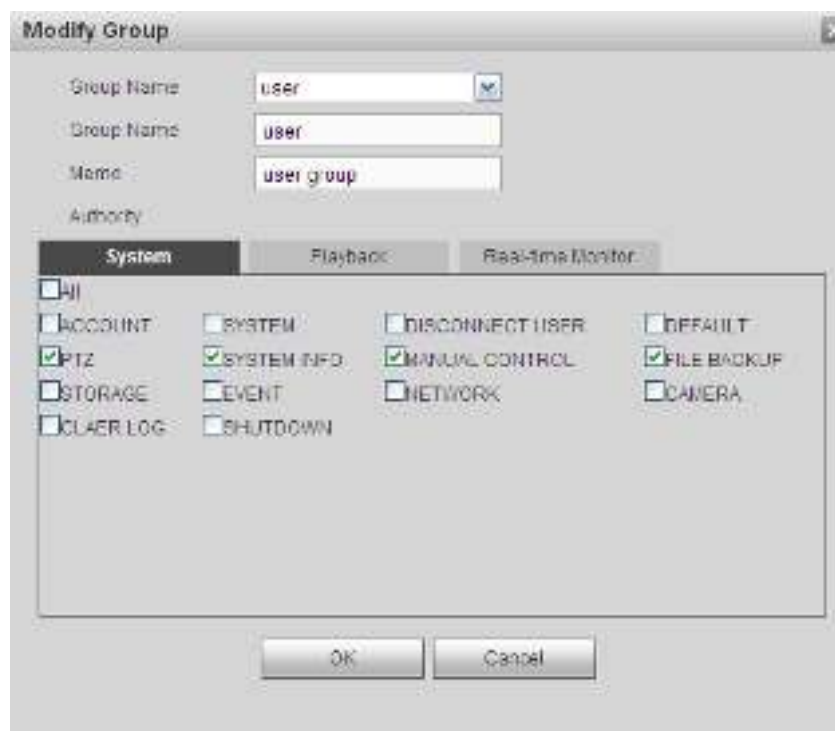 Modify Group
Group Name user
Group Name user
Memo user group
Authority
System Playback Real-time Monitor
All
ACCOUNT SYSTEM DISCONNECT USER DEFAULT
PTZ SYSTEM INFO MANUAL CONTROL FILE BACKUP
STORAGE EVENT NETWORK CAMERA
CLAER LOG SHUTDOWN
OK Cancel